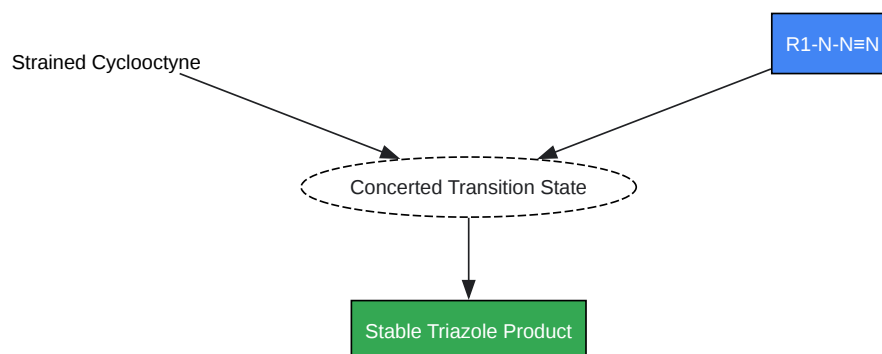 R1-N-N≡N
Strained Cyclooctyne
Concerted Transition State
Stable Triazole Product